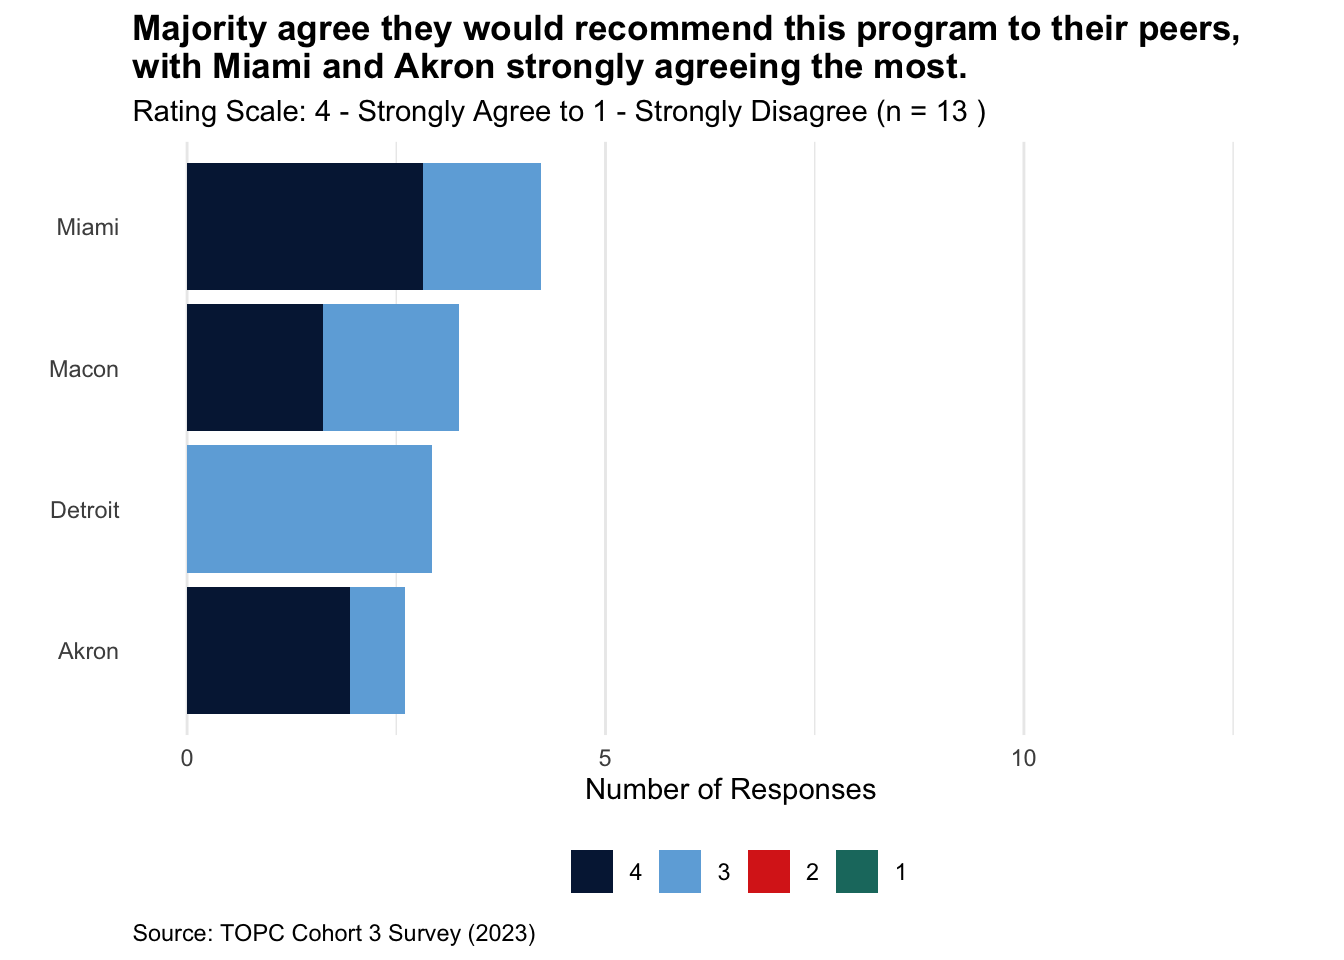 Majority agree they would recommend this program to their peers,
with Miami and Akron strongly agreeing the most.
Rating Scale: 4 - Strongly Agree to 1 - Strongly Disagree (n = 13 )
Miami
Macon
Detroit
Akron
0 5 10
Number of Responses
4 3 2 1
Source: TOPC Cohort 3 Survey (2023)